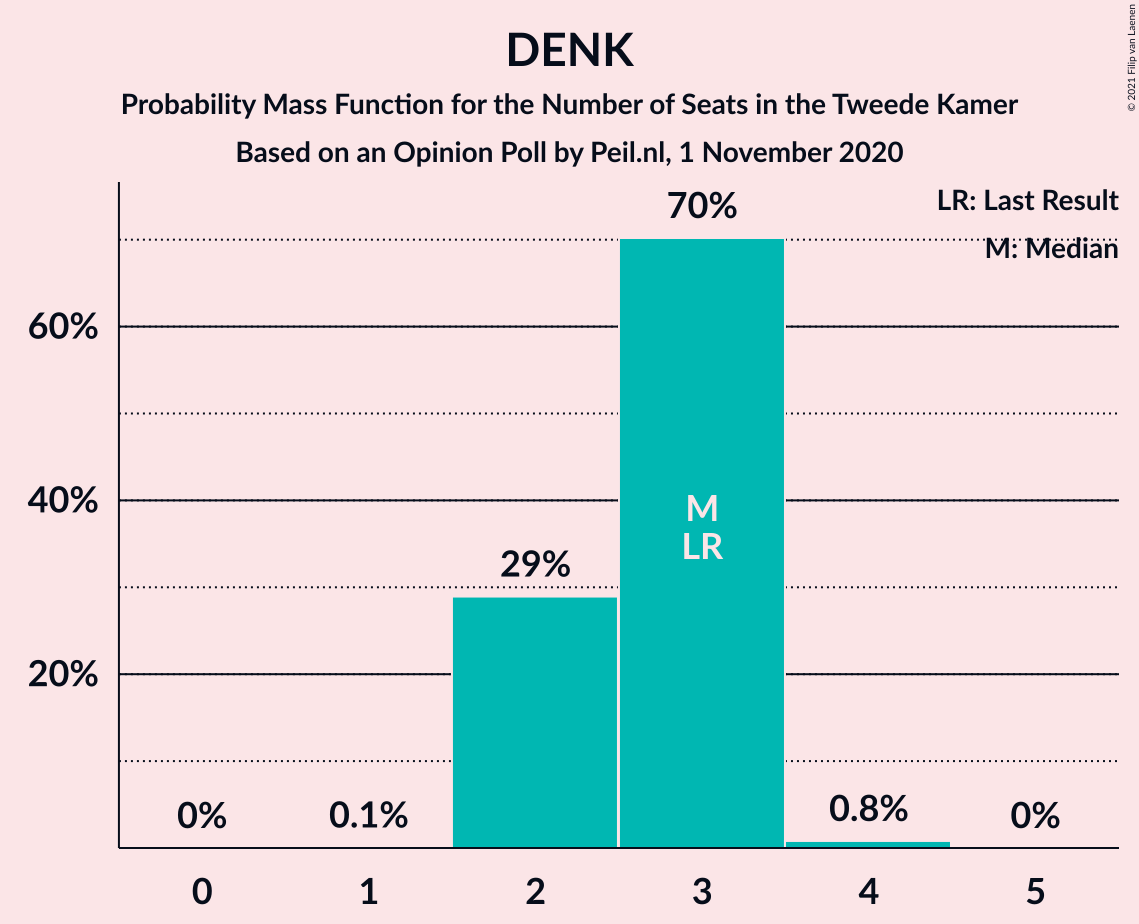 DENK
Probability Mass Function for the Number of Seats in the Tweede Kamer
Based on an Opinion Poll by Peil.nl, 1 November 2020
© 2021 Filip van Laenen
LR: Last Result
M: Median
60%
40%
20%
0%
0.1%
29%
70%
M
LR
0.8%
0%
0
1
2
3
4
5